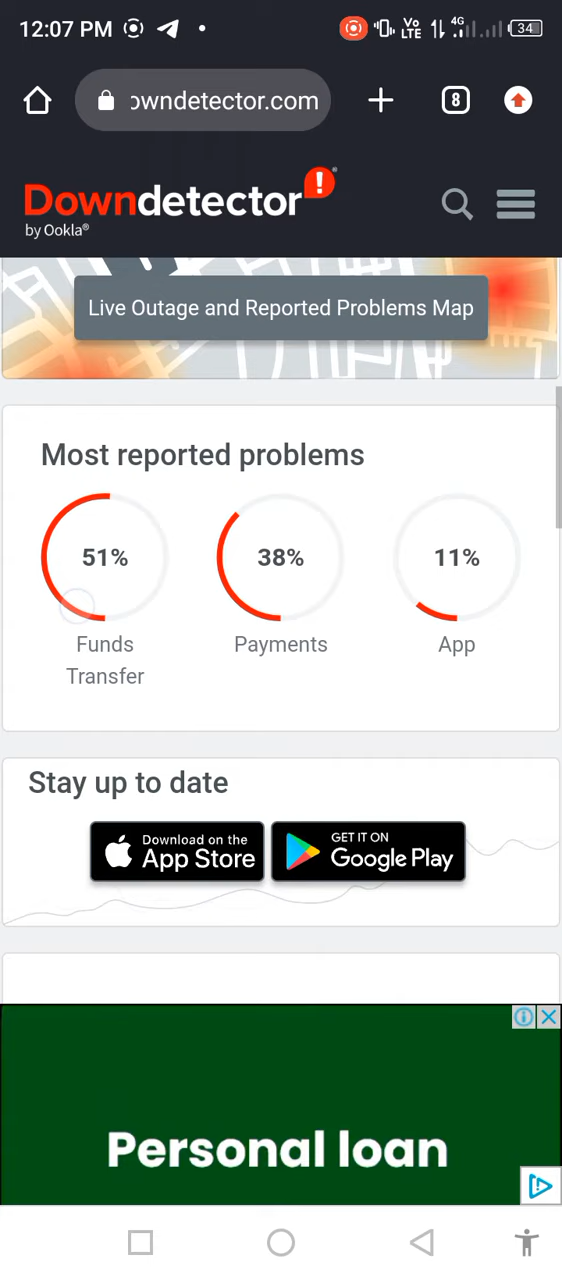 12:07 PM
Vo LTE 4G 34
owndetector.com
8
Downdetector!
by Ookla®
Live Outage and Reported Problems Map
Most reported problems
51% 38% 11%
Funds Transfer Payments App
Stay up to date
Download on the
App Store
GET IT ON
Google Play
Personal loan